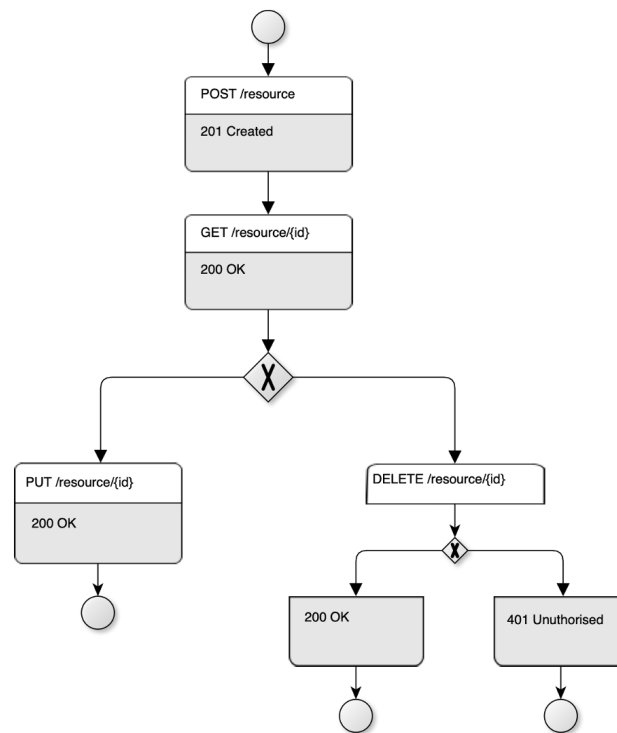 POST /resource
201 Created
GET /resource/{id}
200 OK
X
PUT /resource/{id}
200 OK
DELETE /resource/{id}
X
200 OK
401 Unuthorised